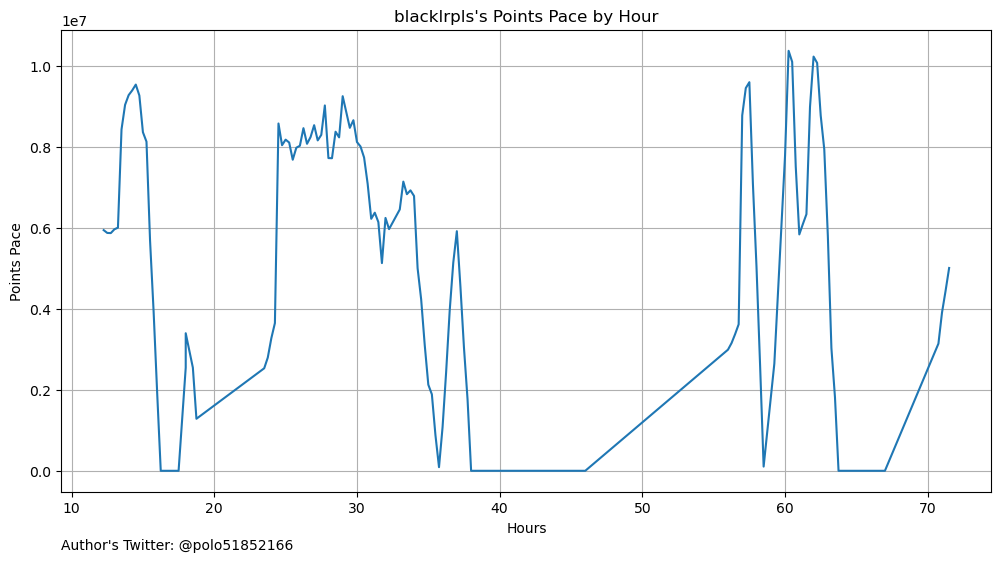 blacklrpls's Points Pace by Hour
1e7
1.0
0.8
0.6
0.4
0.2
0.0
Points Pace
10 20 30 40 50 60 70
Hours
Author's Twitter: @polo51852166